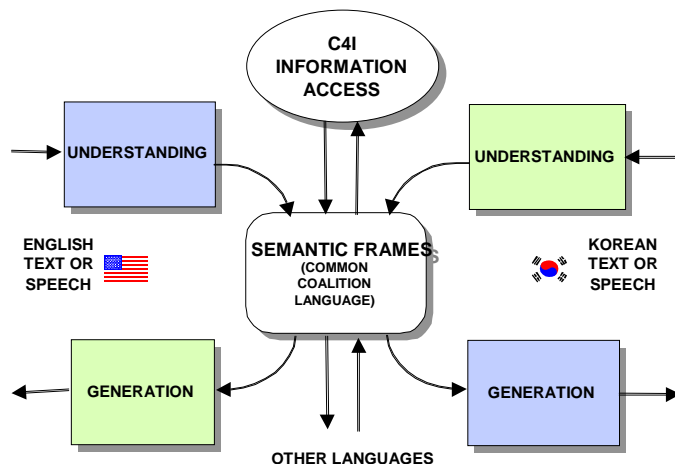 C4I
INFORMATION
ACCESS
UNDERSTANDING
UNDERSTANDING
ENGLISH
TEXT OR
SPEECH
SEMANTIC FRAMES
(COMMON
COALITION
LANGUAGE)
KOREAN
TEXT OR
SPEECH
GENERATION
GENERATION
OTHER LANGUAGES